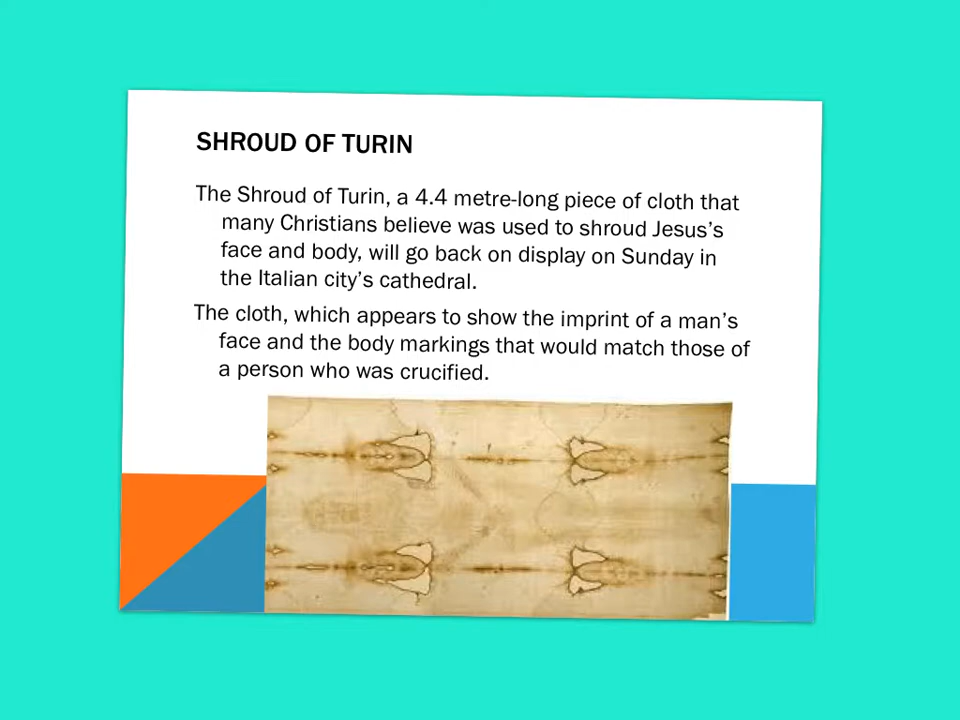 SHROUD OF TURIN
The Shroud of Turin, a 4.4 metre-long piece of cloth that
many Christians believe was used to shroud Jesus’s
face and body, will go back on display on Sunday in
the Italian city’s cathedral.
The cloth, which appears to show the imprint of a man’s
face and the body markings that would match those of
a person who was crucified.